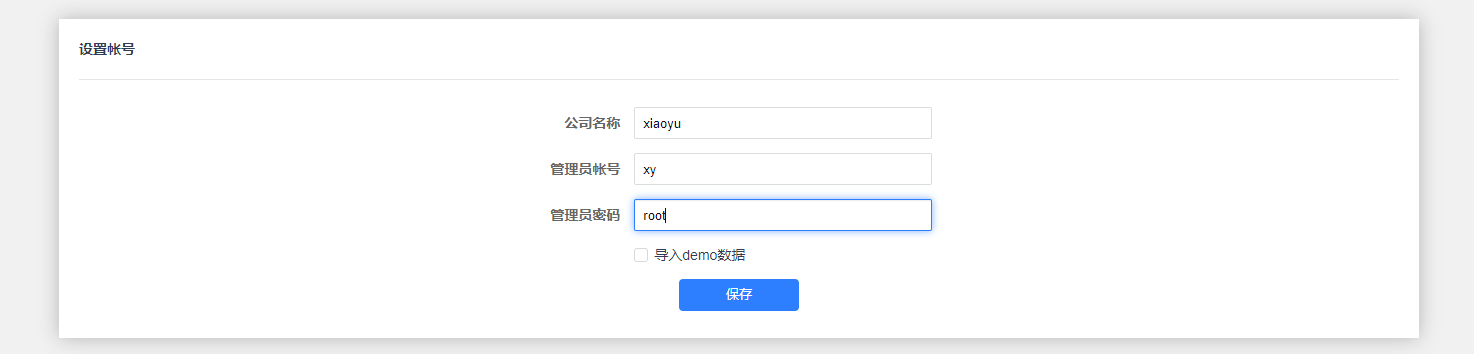 设置帐号
公司名称 xiaoyu
管理员帐号 xy
管理员密码 root
导入demo数据
保存